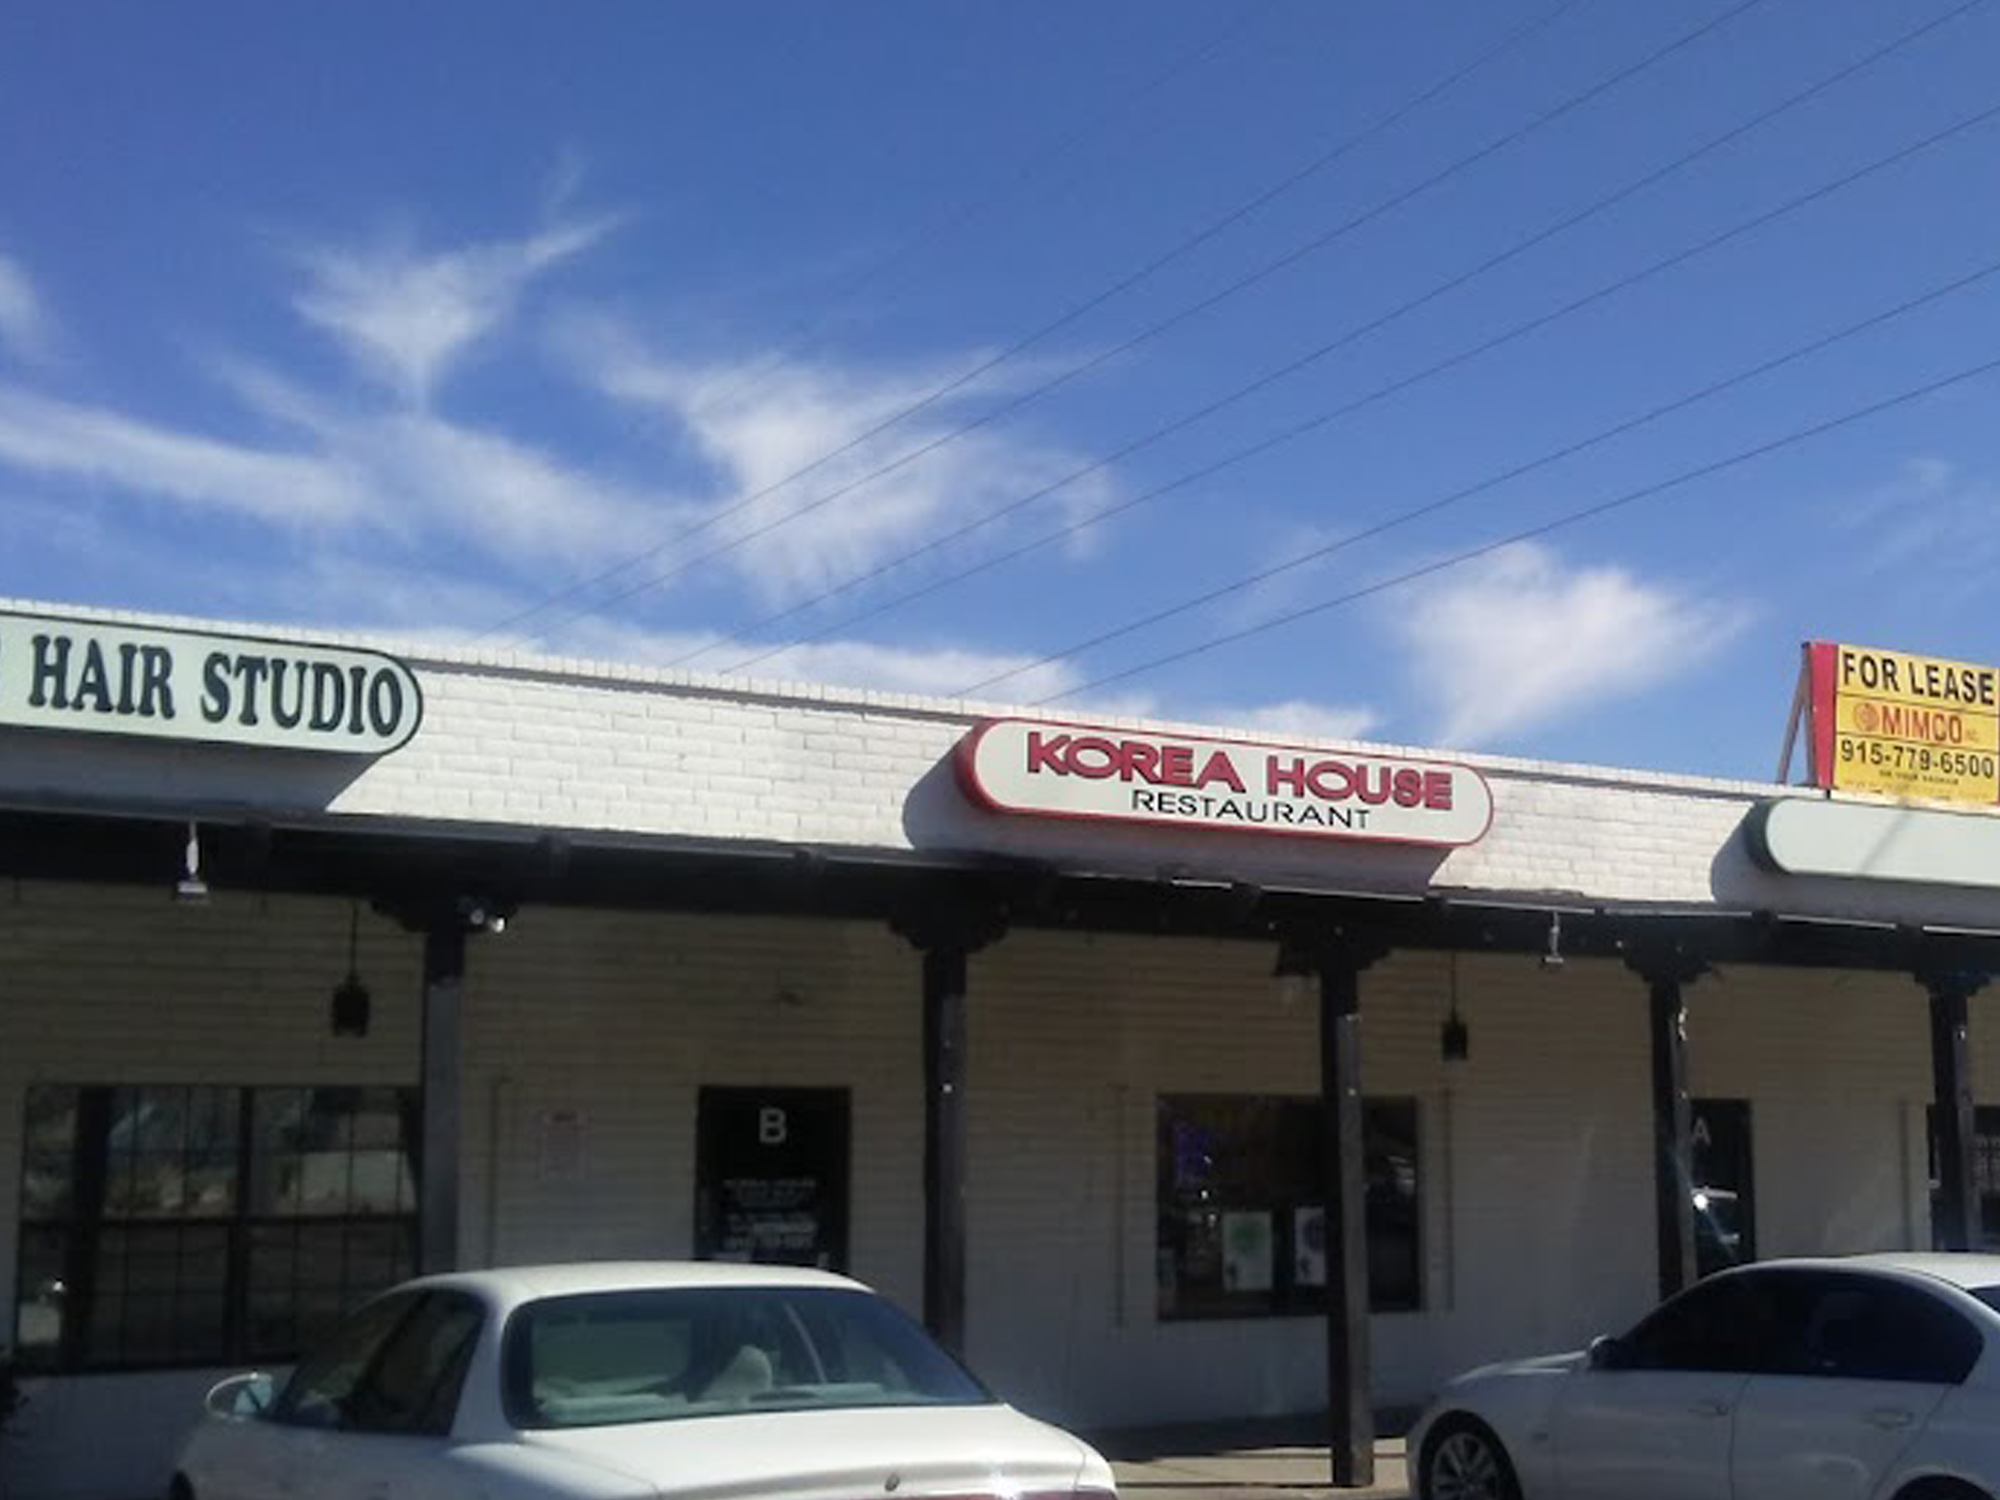 HAIR STUDIO
KOREA HOUSE
RESTAURANT
FOR LEASE
MIMCO
915-779-6500
B
A